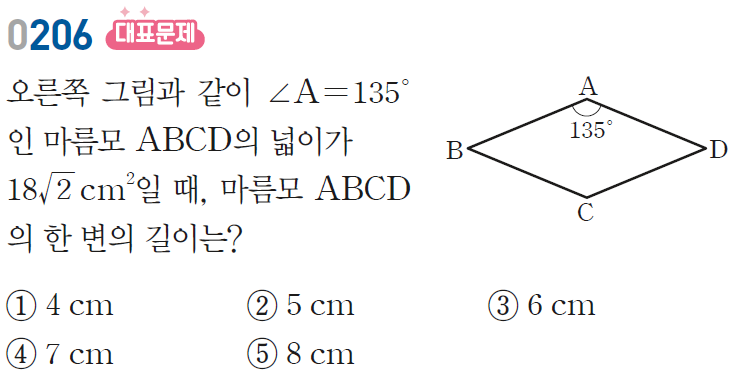 0206 대표문제
오른쪽 그림과 같이 ∠A=135°
인 마름모 ABCD의 넓이가
18√2 cm²일 때, 마름모 ABCD
의 한 변의 길이는?
A
135°
B
D
C
① 4 cm ② 5 cm ③ 6 cm
④ 7 cm ⑤ 8 cm